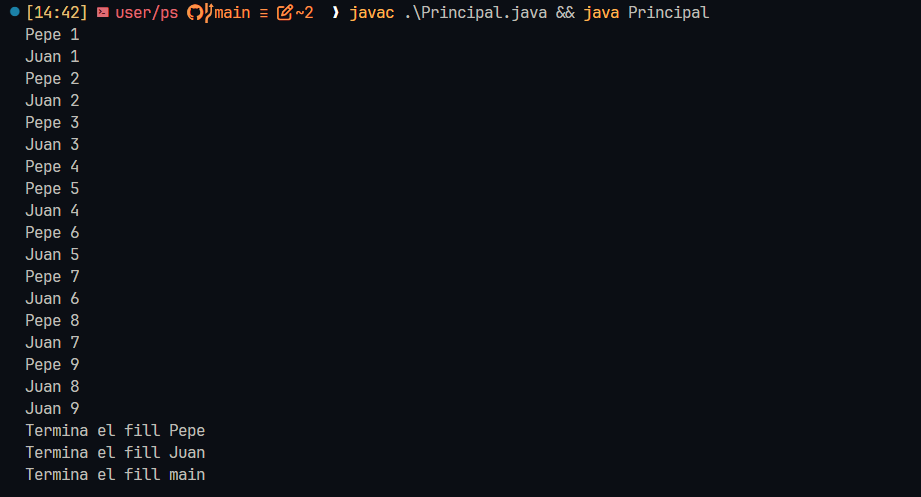 [14:42] user/ps main ≡ ~2 ❯ javac .\Principal.java && java Principal
Pepe 1
Juan 1
Pepe 2
Juan 2
Pepe 3
Juan 3
Pepe 4
Pepe 5
Juan 4
Pepe 6
Juan 5
Pepe 7
Juan 6
Pepe 8
Juan 7
Pepe 9
Juan 8
Juan 9
Termina el fill Pepe
Termina el fill Juan
Termina el fill main